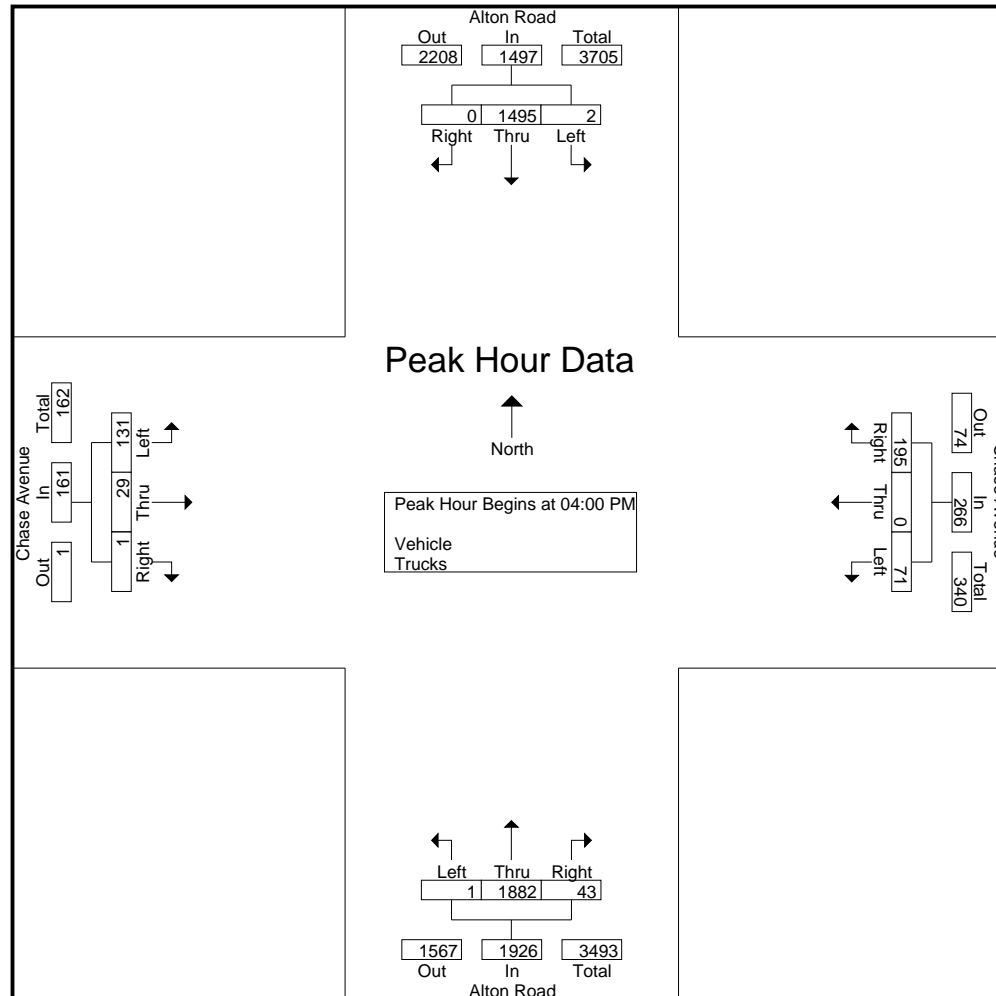 Alton Road
Out In Total
2208 1497 3705
0 1495 2
Right Thru Left
Peak Hour Data
North
Peak Hour Begins at 04:00 PM
Vehicle
Trucks
Chase Avenue
Total In Out
162 161 1
131 29 1
Left Thru Right
Out In Total
74 266 340
195 0 71
Right Thru Left
Left Thru Right
1 1882 43
1567 1926 3493
Out In Total
Alton Road